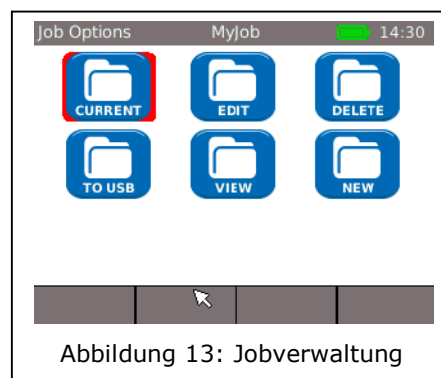 Job Options MyJob 14:30
CURRENT EDIT DELETE
TO USB VIEW NEW
Abbildung 13: Jobverwaltung